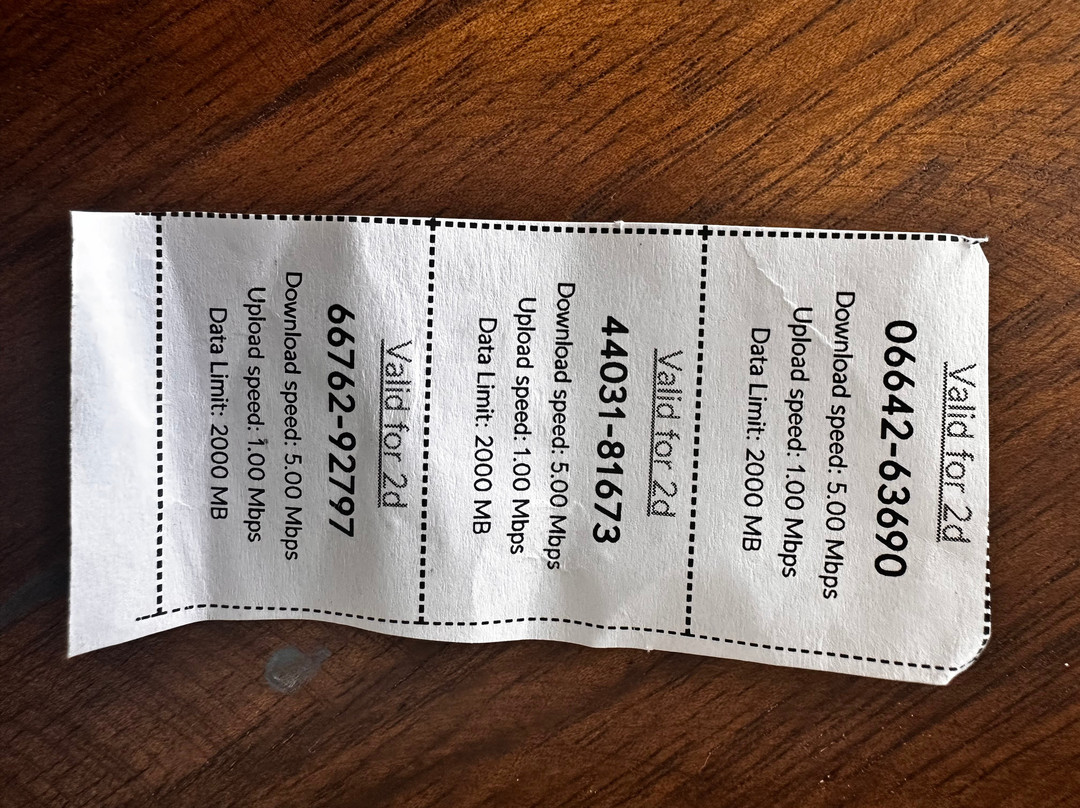 Valid for 2d
06642-63690
Download speed: 5.00 Mbps
Upload speed: 1.00 Mbps
Data Limit: 2000 MB
Valid for 2d
44031-81673
Download speed: 5.00 Mbps
Upload speed: 1.00 Mbps
Data Limit: 2000 MB
Valid for 2d
66762-92797
Download speed: 5.00 Mbps
Upload speed: 1.00 Mbps
Data Limit: 2000 MB